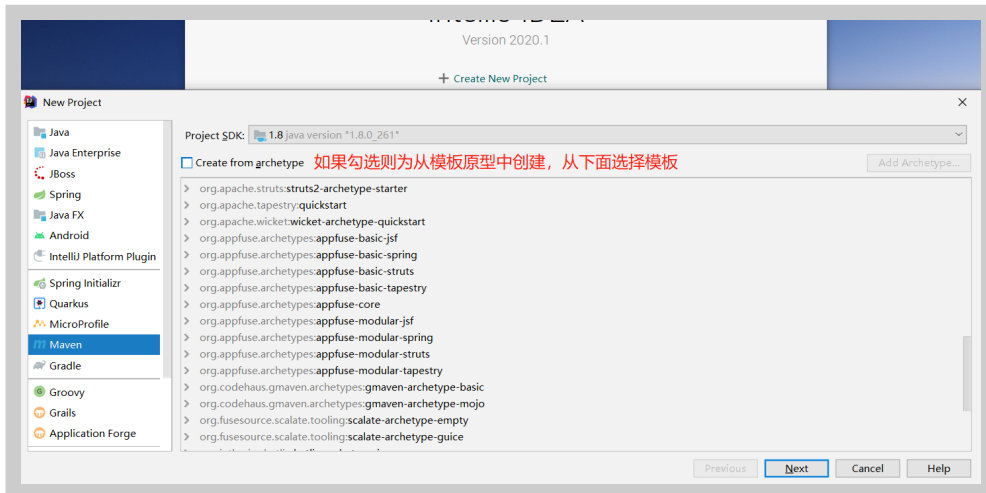 Version 2020.1
+ Create New Project
New Project
Java
Java Enterprise
JBoss
Spring
Java FX
Android
IntelliJ Platform Plugin
Spring Initializr
Quarkus
MicroProfile
Maven
Gradle
Groovy
Grails
Application Forge
Project SDK: 1.8 java version "1.8.0_261"
Create from archetype 如果勾选则为从模板原型中创建，从下面选择模板 Add Archetype...
org.apache.struts:struts2-archetype-starter
org.apache.tapestry:quickstart
org.apache.wicket:wicket-archetype-quickstart
org.appfuse.archetypes:appfuse-basic-jsf
org.appfuse.archetypes:appfuse-basic-spring
org.appfuse.archetypes:appfuse-basic-struts
org.appfuse.archetypes:appfuse-basic-tapestry
org.appfuse.archetypes:appfuse-core
org.appfuse.archetypes:appfuse-modular-jsf
org.appfuse.archetypes:appfuse-modular-spring
org.appfuse.archetypes:appfuse-modular-struts
org.appfuse.archetypes:appfuse-modular-tapestry
org.codehaus.gmaven.archetypes:gmaven-archetype-basic
org.codehaus.gmaven.archetypes:gmaven-archetype-mojo
org.fusesource.scalate.tooling:scalate-archetype-empty
org.fusesource.scalate.tooling:scalate-archetype-guice
Previous Next Cancel Help